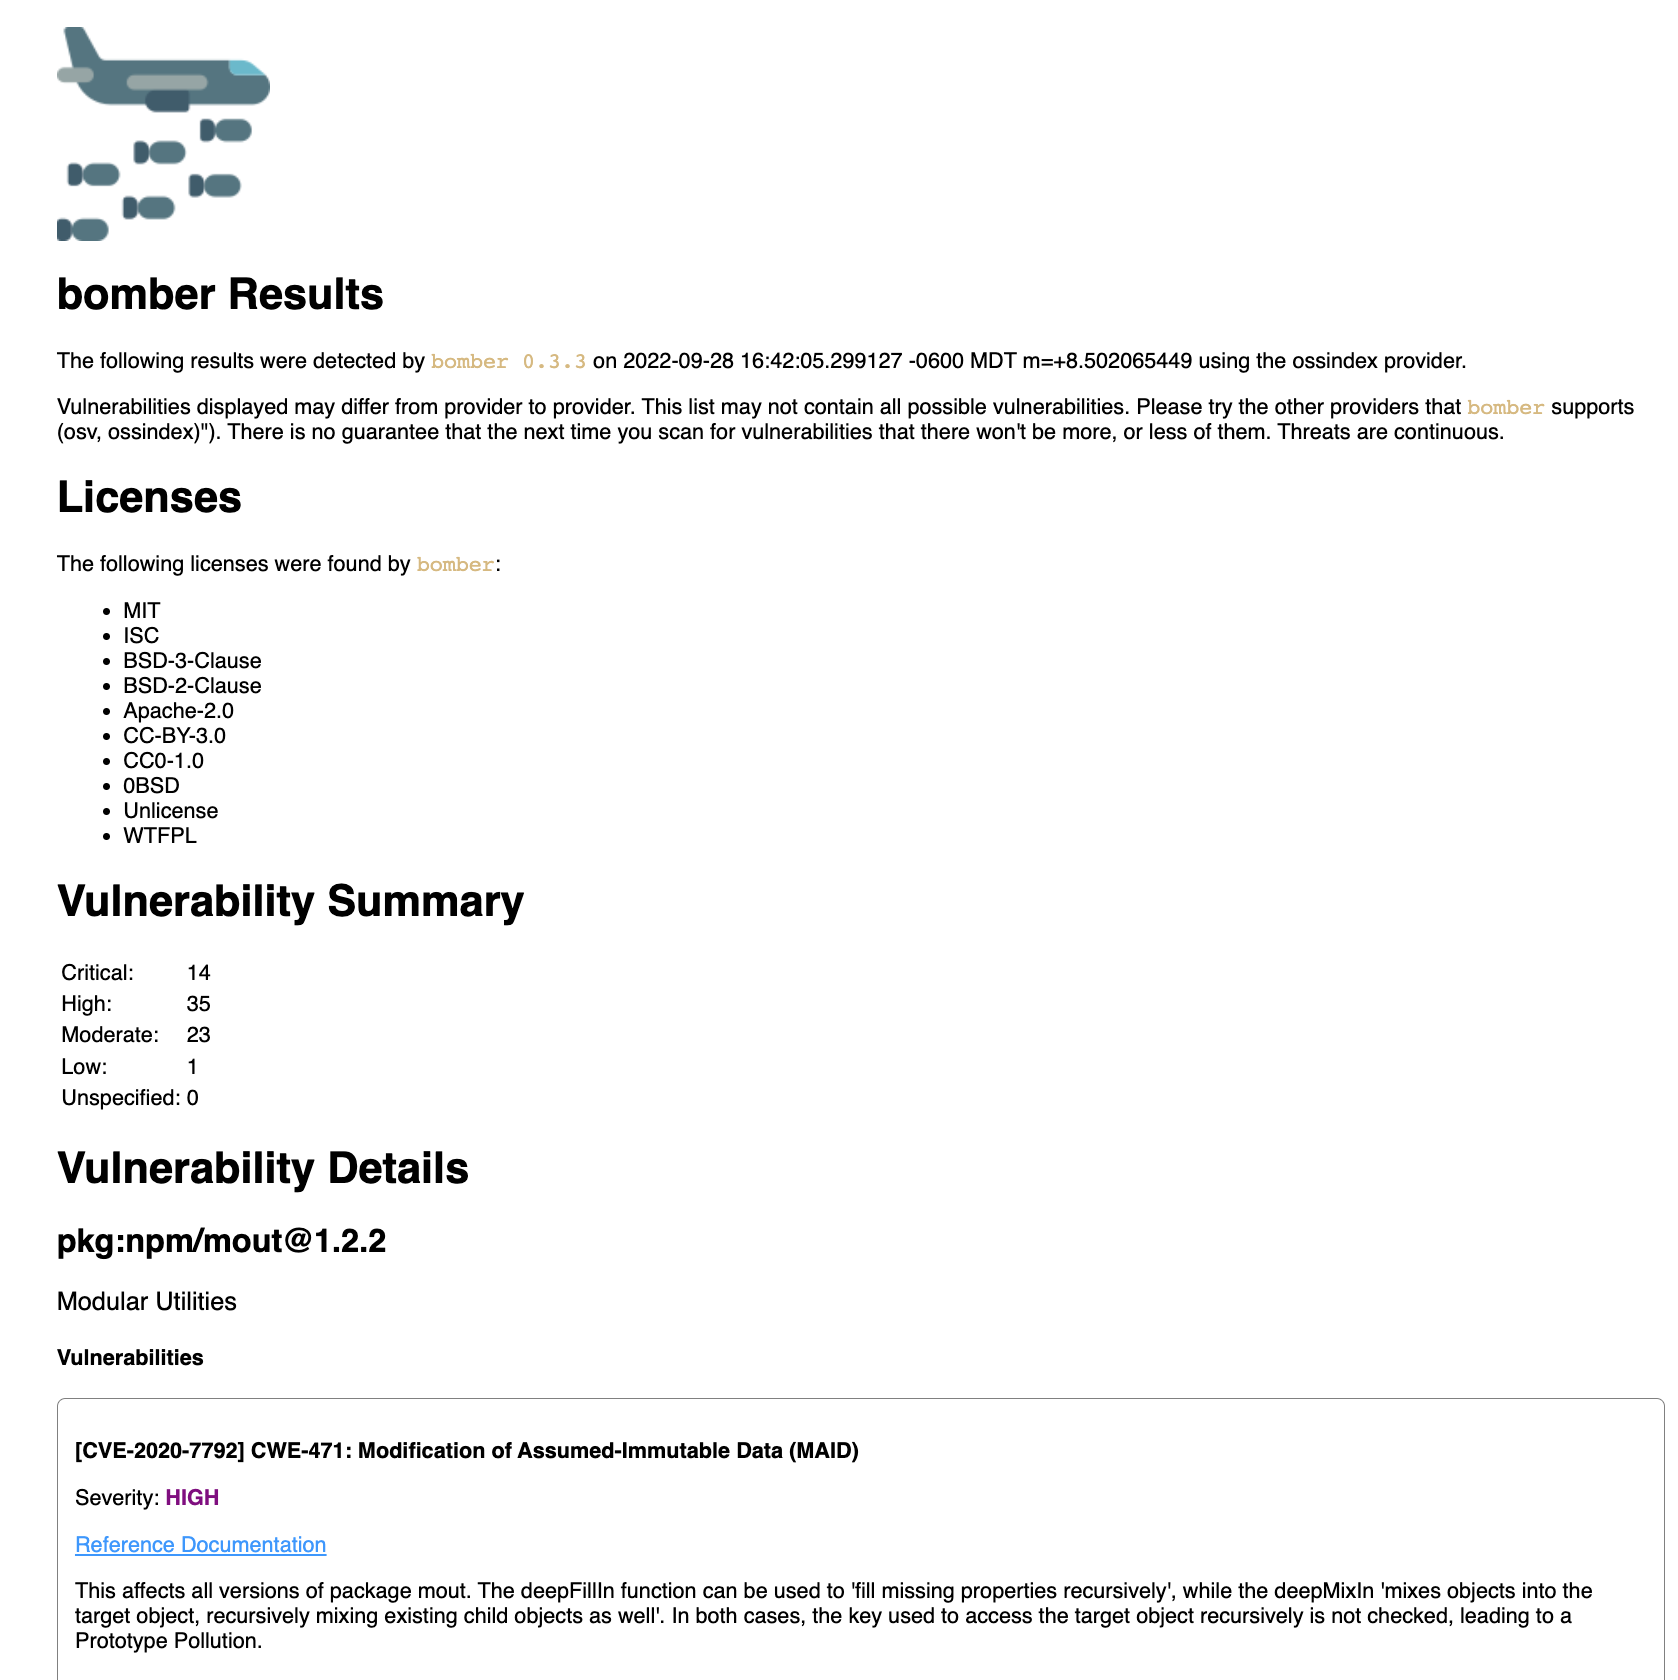 bomber Results
The following results were detected by bomber 0.3.3 on 2022-09-28 16:42:05.299127 -0600 MDT m=+8.502065449 using the ossindex provider.
Vulnerabilities displayed may differ from provider to provider. This list may not contain all possible vulnerabilities. Please try the other providers that bomber supports
(osv, ossindex)"). There is no guarantee that the next time you scan for vulnerabilities that there won't be more, or less of them. Threats are continuous.
Licenses
The following licenses were found by bomber:
• MIT
• ISC
• BSD-3-Clause
• BSD-2-Clause
• Apache-2.0
• CC-BY-3.0
• CC0-1.0
• 0BSD
• Unlicense
• WTFPL
Vulnerability Summary
Critical: 14
High: 35
Moderate: 23
Low: 1
Unspecified: 0
Vulnerability Details
pkg:npm/mout@1.2.2
Modular Utilities
Vulnerabilities
[CVE-2020-7792] CWE-471: Modification of Assumed-Immutable Data (MAID)
Severity: HIGH
Reference Documentation
This affects all versions of package mout. The deepFillIn function can be used to 'fill missing properties recursively', while the deepMixIn 'mixes objects into the
target object, recursively mixing existing child objects as well'. In both cases, the key used to access the target object recursively is not checked, leading to a
Prototype Pollution.